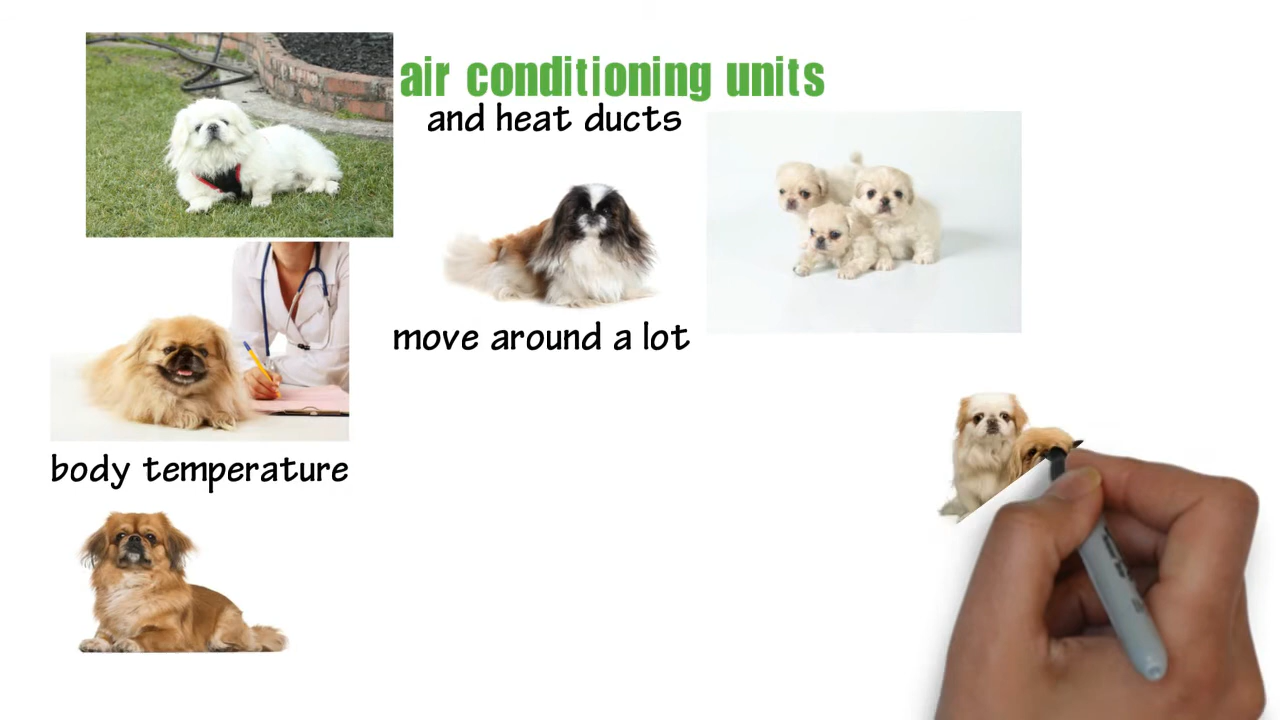 air conditioning units
and heat ducts
move around a lot
body temperature